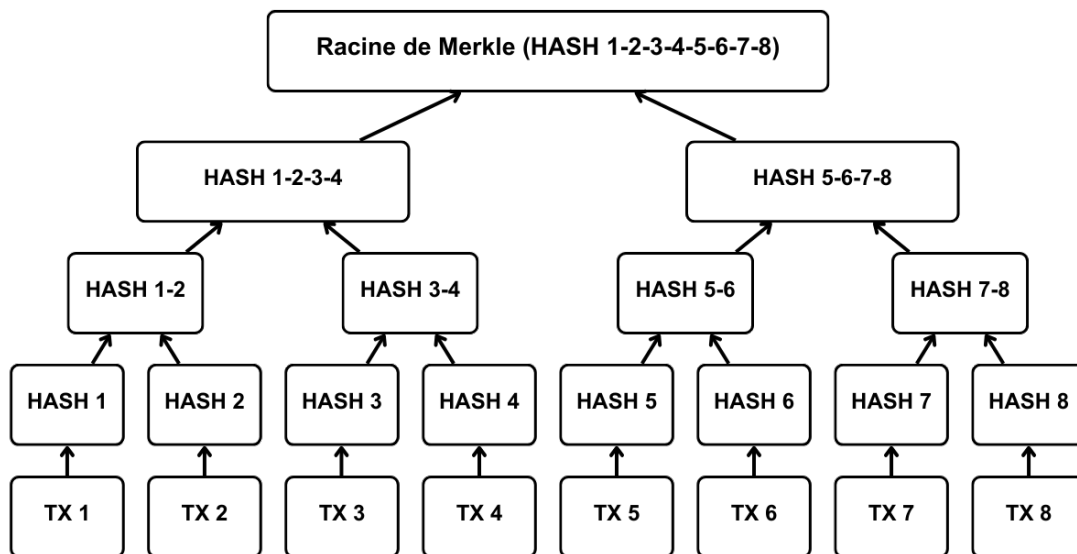 Racine de Merkle (HASH 1-2-3-4-5-6-7-8)
HASH 1-2-3-4
HASH 5-6-7-8
HASH 1-2
HASH 3-4
HASH 5-6
HASH 7-8
HASH 1
HASH 2
HASH 3
HASH 4
HASH 5
HASH 6
HASH 7
HASH 8
TX 1
TX 2
TX 3
TX 4
TX 5
TX 6
TX 7
TX 8